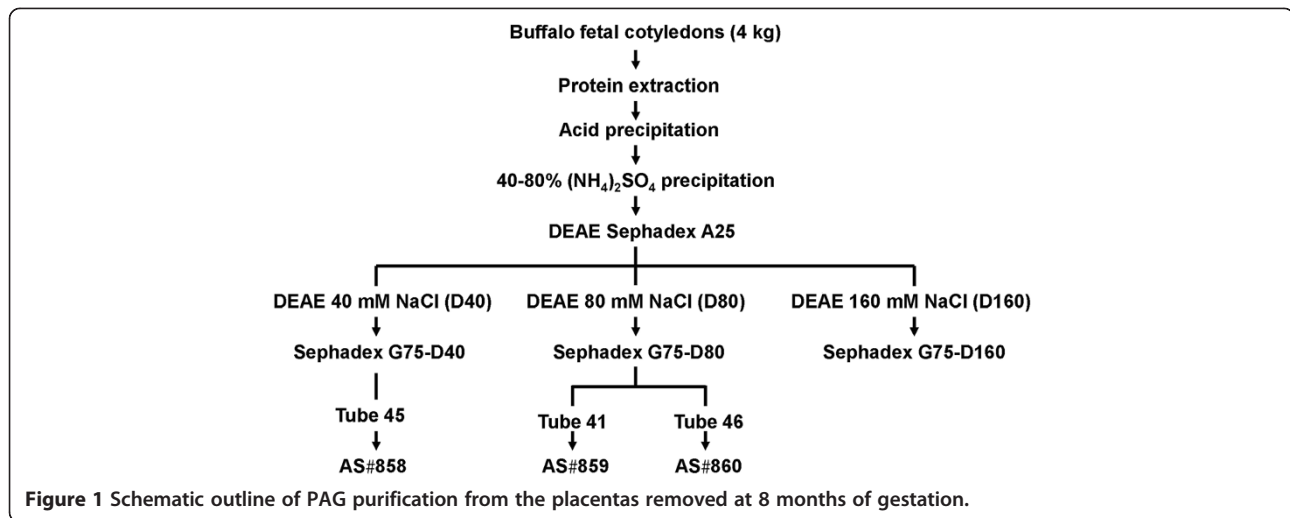 Buffalo fetal cotyledons (4 kg)
Protein extraction
Acid precipitation
40-80% (NH₄)₂SO₄ precipitation
DEAE Sephadex A25
DEAE 40 mM NaCl (D40) DEAE 80 mM NaCl (D80) DEAE 160 mM NaCl (D160)
Sephadex G75-D40 Sephadex G75-D80 Sephadex G75-D160
Tube 45 Tube 41 Tube 46
AS#858 AS#859 AS#860
Figure 1 Schematic outline of PAG purification from the placentas removed at 8 months of gestation.